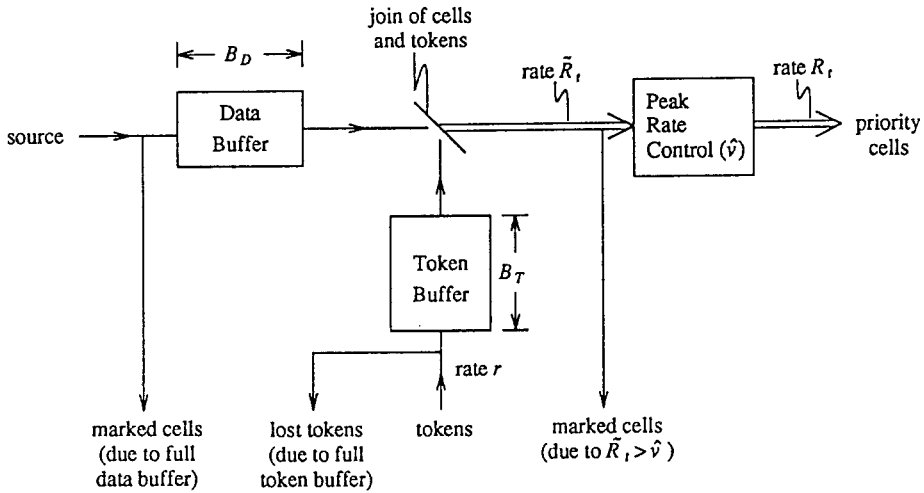 join of cells
and tokens
B_D
rate R̃_t
rate R_t
Data
Buffer
Peak
Rate
Control (v̂)
source
priority
cells
Token
Buffer
B_T
rate r
marked cells
(due to full
data buffer)
lost tokens
(due to full
token buffer)
tokens
marked cells
(due to R̃_t > v̂)